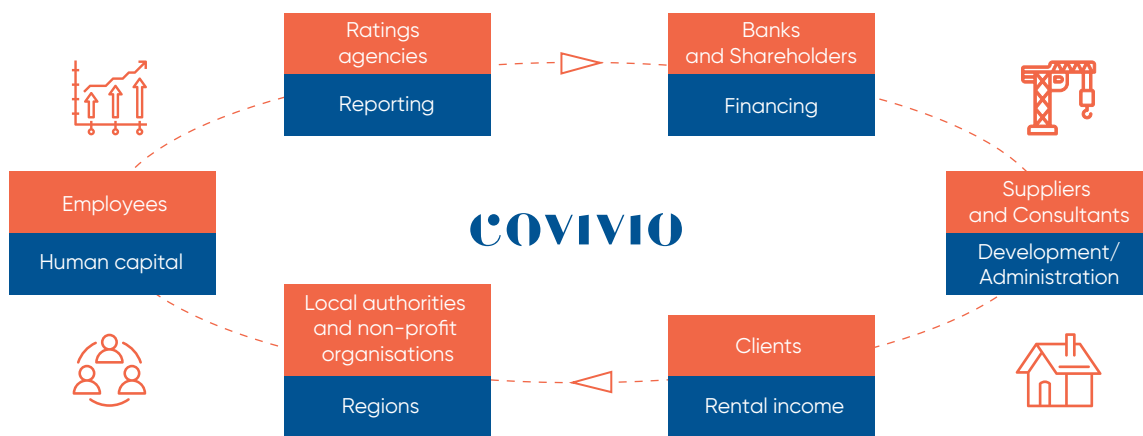 Ratings
agencies
Reporting
Banks
and Shareholders
Financing
Employees
Human capital
COVIVIO
Suppliers
and Consultants
Development/
Administration
Local authorities
and non-profit
organisations
Regions
Clients
Rental income